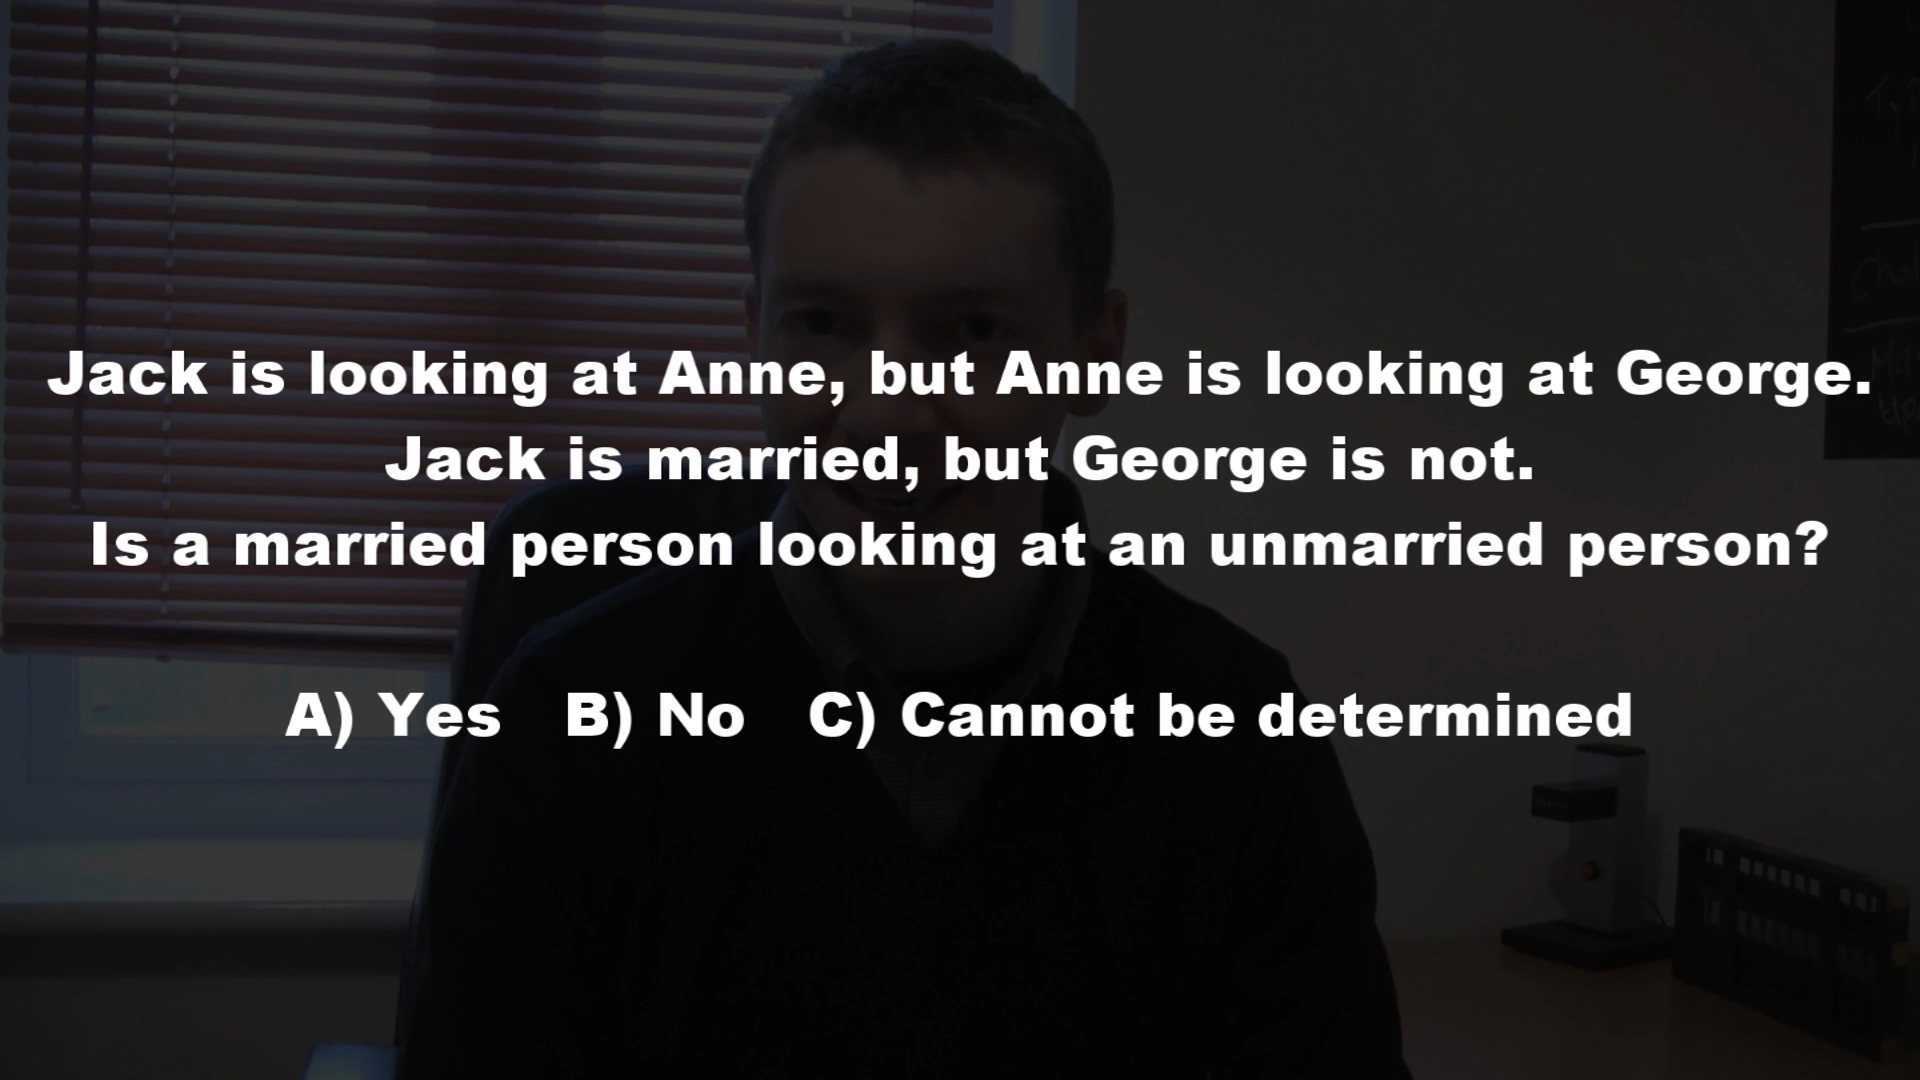 Jack is looking at Anne, but Anne is looking at George.
Jack is married, but George is not.
Is a married person looking at an unmarried person?
A) Yes B) No C) Cannot be determined